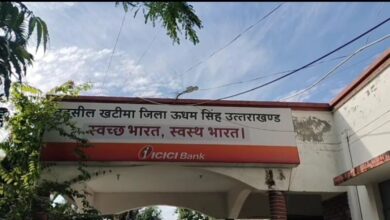 तहसील खटीमा जिला ऊधम सिंह उत्तराखण्ड
...स्वच्छ भारत, स्वस्थ भारत।
ICICI Bank